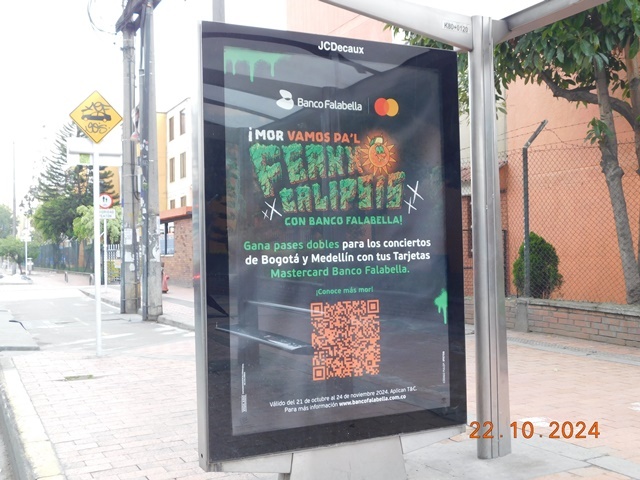 JCDecaux
Banco Falabella
¡MOR VAMOS PA'L
FERXXO
CALIPSIS
CON BANCO FALABELLA!
Gana pases dobles para los conciertos
de Bogotá y Medellín con tus Tarjetas
Mastercard Banco Falabella.
¡Conoce más mor!
Válido del 21 de octubre al 24 de noviembre 2024. Aplican T&C.
Para más información www.bancofalabella.com.co
22.10.2024